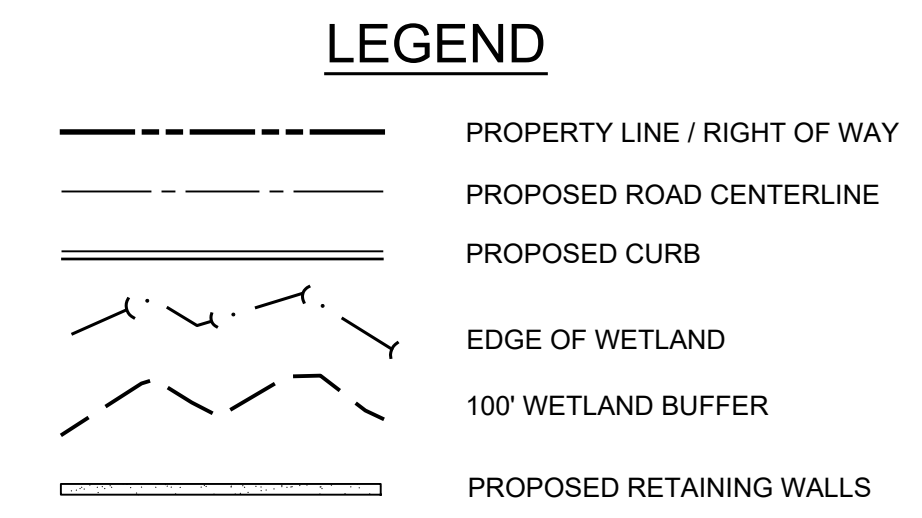 LEGEND
PROPERTY LINE / RIGHT OF WAY
PROPOSED ROAD CENTERLINE
PROPOSED CURB
EDGE OF WETLAND
100' WETLAND BUFFER
PROPOSED RETAINING WALLS